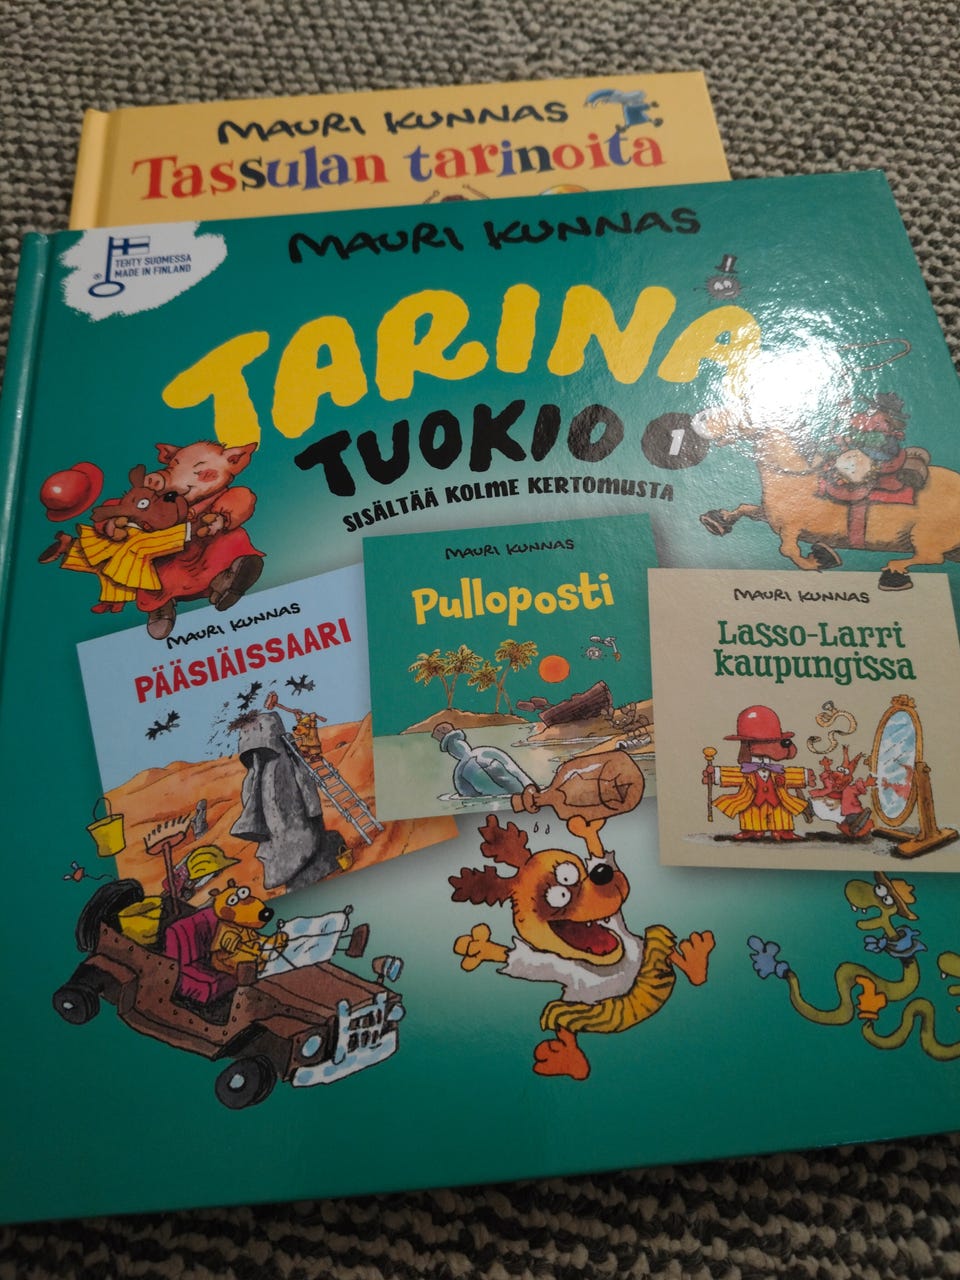 MAURI KUNNAS
Tassulan tarinoita
MAURI KUNNAS
TEHTY SUOMESSA
MADE IN FINLAND
®
TARINA
TUOKIO 1
SISÄLTÄÄ KOLME KERTOMUSTA
MAURI KUNNAS
PÄÄSIÄISSAARI
MAURI KUNNAS
Pulloposti
MAURI KUNNAS
Lasso-Larri
kaupungissa